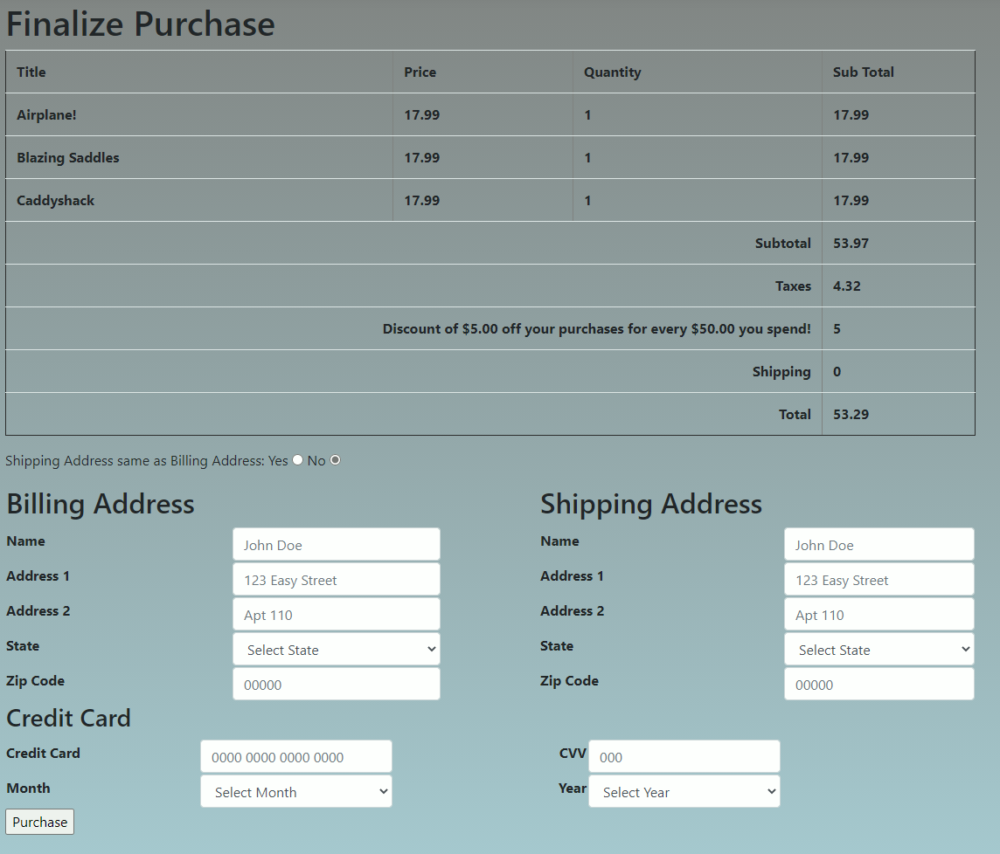 Finalize Purchase
Title Price Quantity Sub Total
Airplane! 17.99 1 17.99
Blazing Saddles 17.99 1 17.99
Caddyshack 17.99 1 17.99
Subtotal 53.97
Taxes 4.32
Discount of $5.00 off your purchases for every $50.00 you spend! 5
Shipping 0
Total 53.29
Shipping Address same as Billing Address: Yes No
Billing Address
Name John Doe
Address 1 123 Easy Street
Address 2 Apt 110
State Select State
Zip Code 00000
Shipping Address
Name John Doe
Address 1 123 Easy Street
Address 2 Apt 110
State Select State
Zip Code 00000
Credit Card
Credit Card 0000 0000 0000 0000 CVV 000
Month Select Month Year Select Year
Purchase